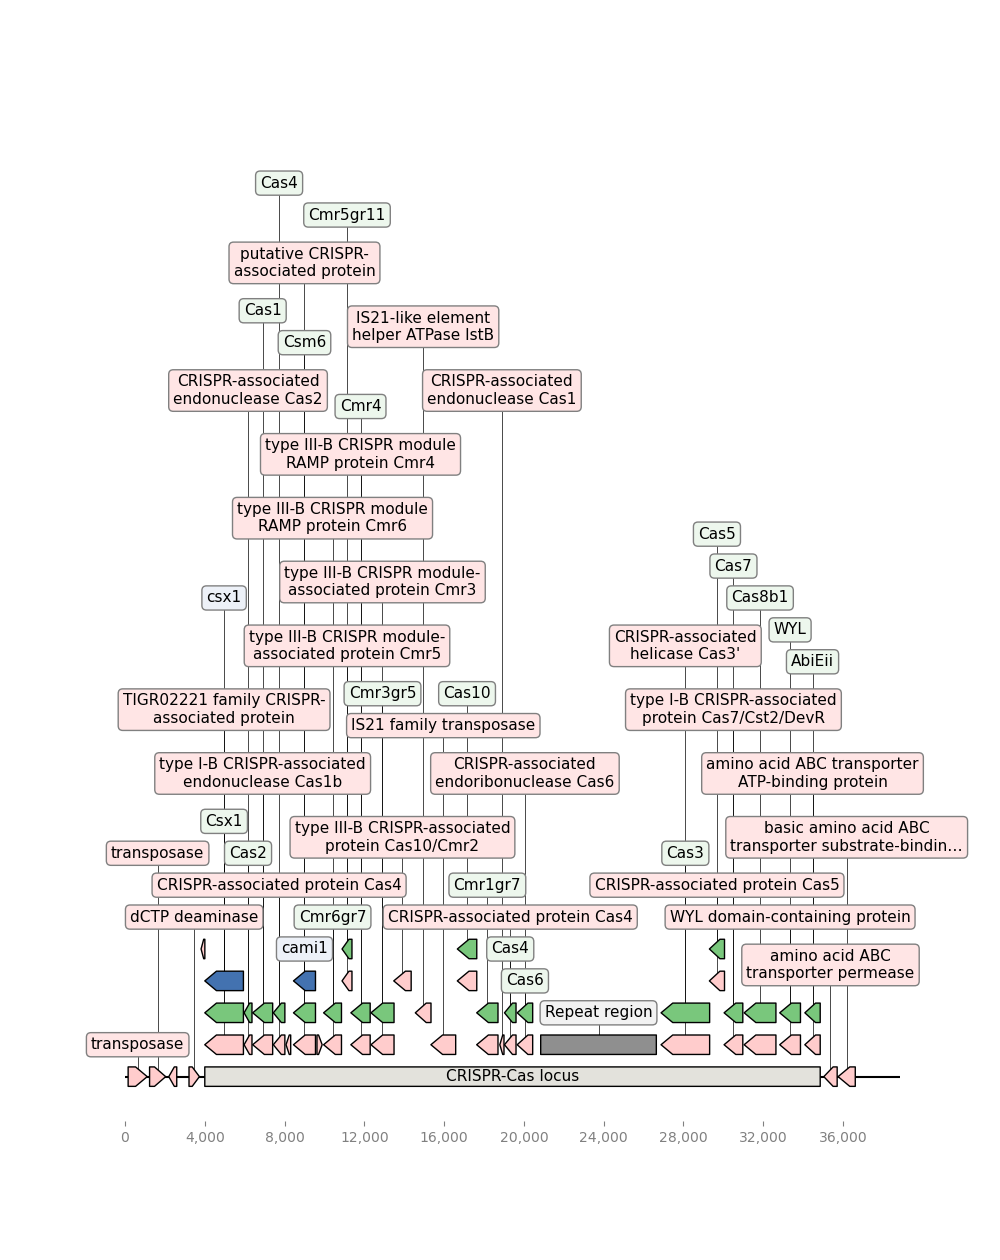 Cas4
Cmr5gr11
putative CRISPR-
associated protein
Cas1
IS21-like element
helper ATPase IstB
Csm6
CRISPR-associated
endonuclease Cas2
CRISPR-associated
endonuclease Cas1
Cmr4
type III-B CRISPR module
RAMP protein Cmr4
type III-B CRISPR module
RAMP protein Cmr6
Cas5
Cas7
type III-B CRISPR module-
associated protein Cmr3
csx1
Cas8b1
WYL
type III-B CRISPR module-
associated protein Cmr5
CRISPR-associated
helicase Cas3'
AbiEii
TIGR02221 family CRISPR-
associated protein
Cmr3gr5
Cas10
type I-B CRISPR-associated
protein Cas7/Cst2/DevR
IS21 family transposase
type I-B CRISPR-associated
endonuclease Cas1b
CRISPR-associated
endoribonuclease Cas6
amino acid ABC transporter
ATP-binding protein
Csx1
type III-B CRISPR-associated
protein Cas10/Cmr2
basic amino acid ABC
transporter substrate-bindin…
transposase
Cas2
Cas3
CRISPR-associated protein Cas4
Cmr1gr7
CRISPR-associated protein Cas5
dCTP deaminase
Cmr6gr7
CRISPR-associated protein Cas4
WYL domain-containing protein
cami1
Cas4
amino acid ABC
transporter permease
Cas6
Repeat region
transposase
CRISPR-Cas locus
0
4,000
8,000
12,000
16,000
20,000
24,000
28,000
32,000
36,000